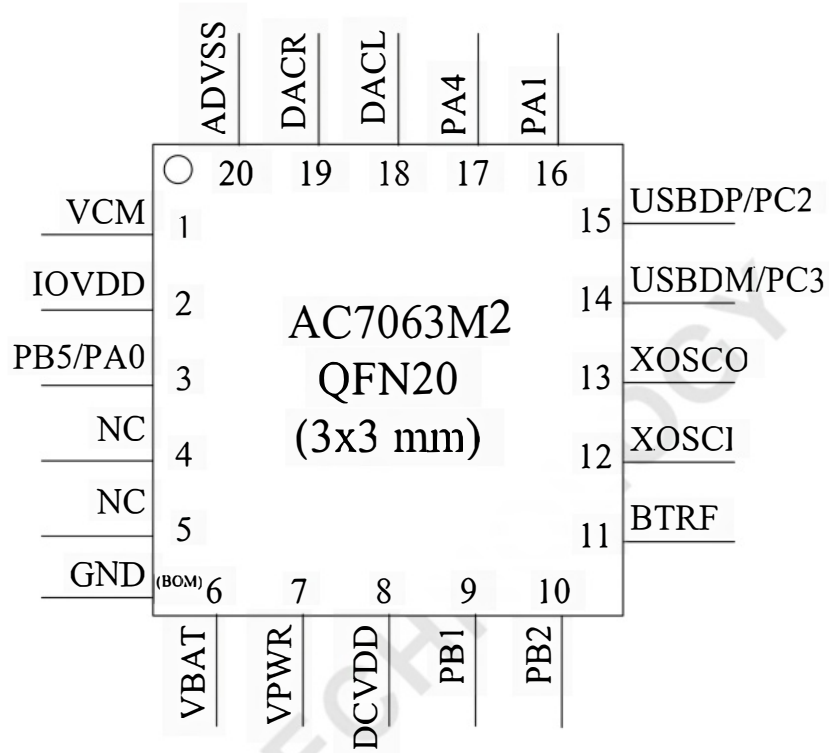 ADVSS
DACR
DACL
PA4
PA1
20 19 18 17 16
VCM 1
IOVDD 2
PB5/PA0 3
NC 4
NC 5
GND (BOM)
15 USBDP/PC2
14 USBDM/PC3
13 XOSCO
12 XOSCI
11 BTRF
AC7063M2
QFN20
(3x3 mm)
6 7 8 9 10
VBAT
VPWR
DCVDD
PB1
PB2